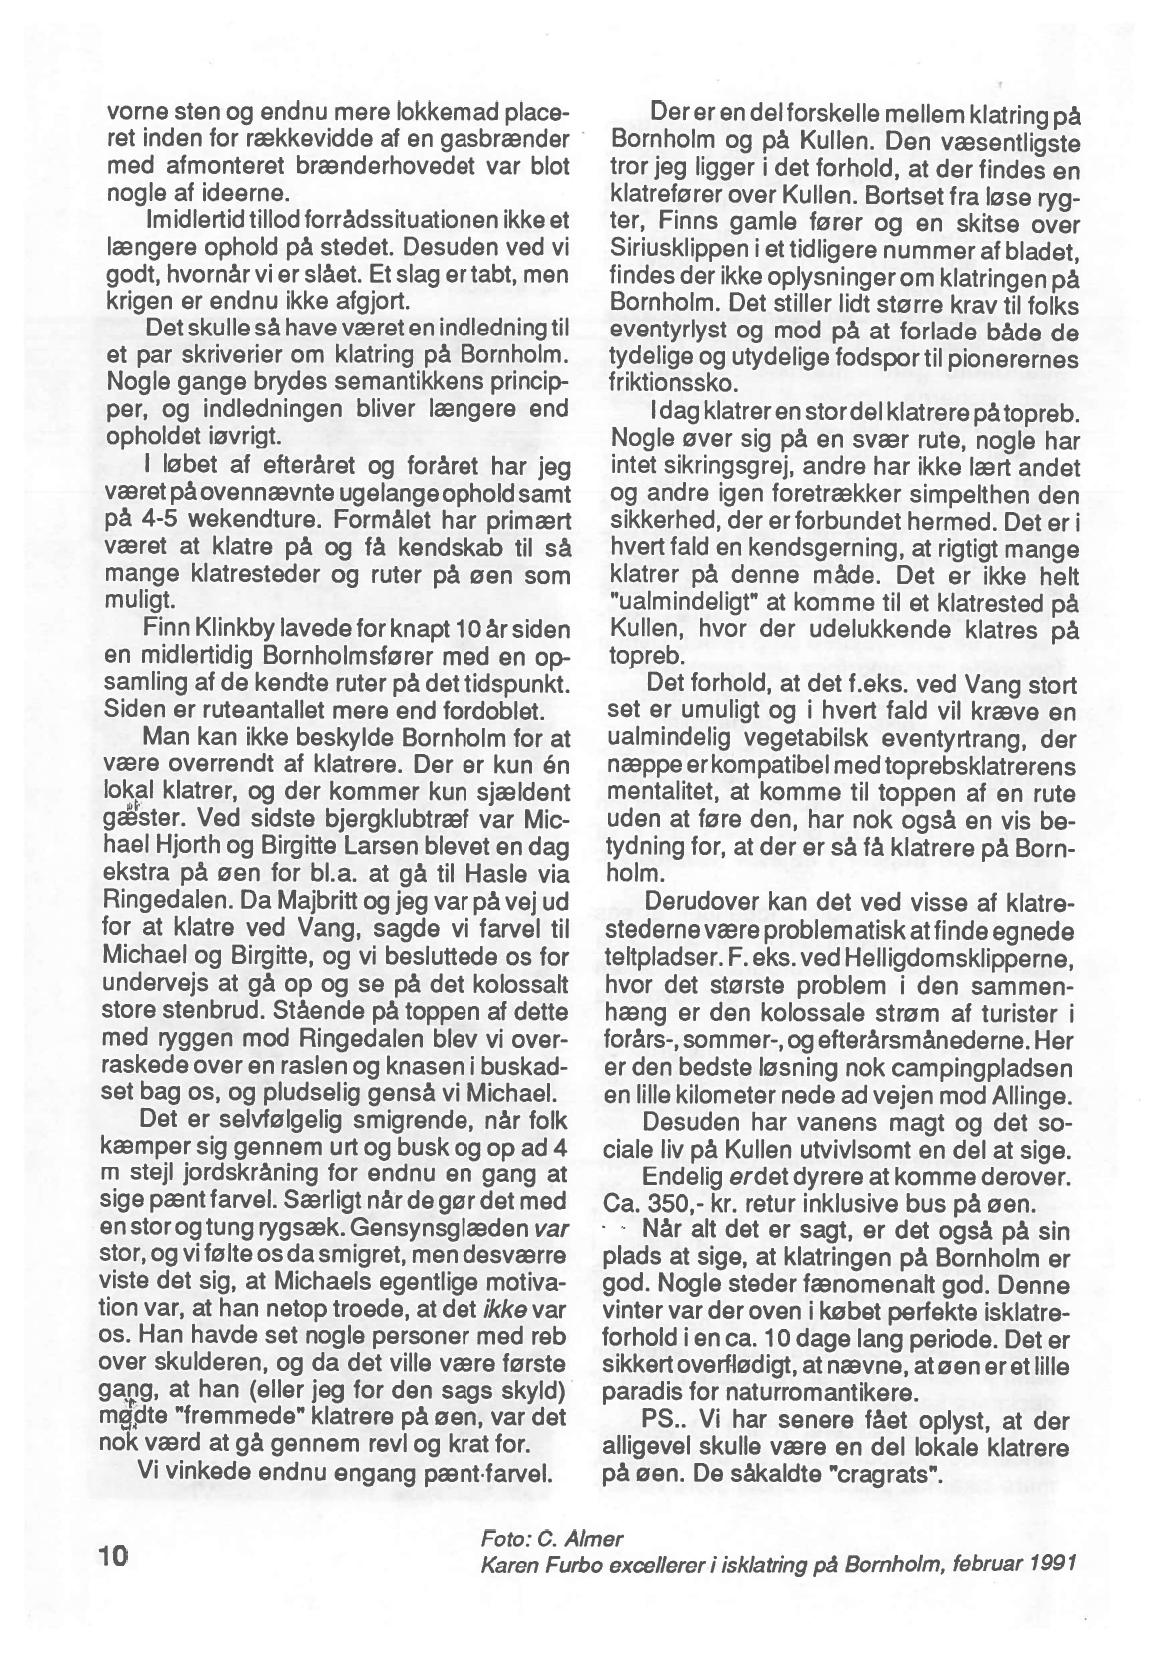 vorne sten og endnu mere lokkemad place-
ret inden for rækkevidde af en gasbrænder
med afmonteret brænderhovedet var blot
nogle af ideerne.
Imidlertid tillod forrådssituationen ikke et
længere ophold på stedet. Desuden ved vi
godt, hvornår vi er slået. Et slag er tabt, men
krigen er endnu ikke afgjort.
Det skulle så have været en indledning til
et par skriverier om klatring på Bornholm.
Nogle gange brydes semantikkens princip-
per, og indledningen bliver længere end
opholdet iøvrigt.
I løbet af efteråret og foråret har jeg
været på ovennævnte ugelange ophold samt
på 4-5 wekendture. Formålet har primært
været at klatre på og få kendskab til så
mange klatresteder og ruter på øen som
muligt.
Finn Klinkby lavede for knapt 10 år siden
en midlertidig Bornholmsfører med en op-
samling af de kendte ruter på det tidspunkt.
Siden er ruteantallet mere end fordoblet.
Man kan ikke beskylde Bornholm for at
være overrendt af klatrere. Der er kun én
lokal klatrer, og der kommer kun sjældent
gæster. Ved sidste bjergklubtræf var Mic-
hael Hjorth og Birgitte Larsen blevet en dag
ekstra på øen for bl.a. at gå til Hasle via
Ringedalen. Da Majbritt og jeg var på vej ud
for at klatre ved Vang, sagde vi farvel til
Michael og Birgitte, og vi besluttede os for
undervejs at gå op og se på det kolossalt
store stenbrud. Stående på toppen af dette
med ryggen mod Ringedalen blev vi over-
raskede over en raslen og knasen i buskad-
set bag os, og pludselig genså vi Michael.
Det er selvfølgelig smigrende, når folk
kæmper sig gennem urt og busk og op ad 4
m stejl jordskråning for endnu en gang at
sige pænt farvel. Særligt når de gør det med
en stor og tung rygsæk. Gensynsglæden var
stor, og vi følte os da smigret, men desværre
viste det sig, at Michaels egentlige motiva-
tion var, at han netop troede, at det ikke var
os. Han havde set nogle personer med reb
over skulderen, og da det ville være første
gang, at han (eller jeg for den sags skyld)
mødte "fremmede" klatrere på øen, var det
nok værd at gå gennem revl og krat for.
Vi vinkede endnu engang pænt farvel.
Der er en del forskelle mellem klatring på
Bornholm og på Kullen. Den væsentligste
tror jeg ligger i det forhold, at der findes en
klatrefører over Kullen. Bortset fra løse ryg-
ter, Finns gamle fører og en skitse over
Siriusklippen i et tidligere nummer af bladet,
findes der ikke oplysninger om klatringen på
Bornholm. Det stiller lidt større krav til folks
eventyrlyst og mod på at forlade både de
tydelige og utydelige fodspor til pionerernes
friktionssko.
I dag klatrer en stor del klatrere på topreb.
Nogle øver sig på en svær rute, nogle har
intet sikringsgrej, andre har ikke lært andet
og andre igen foretrækker simpelthen den
sikkerhed, der er forbundet hermed. Det er i
hvert fald en kendsgerning, at rigtigt mange
klatrer på denne måde. Det er ikke helt
"ualmindeligt" at komme til et klatrested på
Kullen, hvor der udelukkende klatres på
topreb.
Det forhold, at det f.eks. ved Vang stort
set er umuligt og i hvert fald vil kræve en
ualmindelig vegetabilsk eventyrtrang, der
næppe er kompatibel med toprebsklatrerens
mentalitet, at komme til toppen af en rute
uden at føre den, har nok også en vis be-
tydning for, at der er så få klatrere på Born-
holm.
Derudover kan det ved visse af klatre-
stederne være problematisk at finde egnede
teltpladser. F. eks. ved Helligdomsklipperne,
hvor det største problem i den sammen-
hæng er den kolossale strøm af turister i
forårs-, sommer-, og efterårsmånederne. Her
er den bedste løsning nok campingpladsen
en lille kilometer nede ad vejen mod Allinge.
Desuden har vanens magt og det so-
ciale liv på Kullen utvivlsomt en del at sige.
Endelig er det dyrere at komme derover.
Ca. 350,- kr. retur inklusive bus på øen.
Når alt det er sagt, er det også på sin
plads at sige, at klatringen på Bornholm er
god. Nogle steder fænomenalt god. Denne
vinter var der oven i købet perfekte isklatre-
forhold i en ca. 10 dage lang periode. Det er
sikkert overflødigt, at nævne, at øen er et lille
paradis for naturromantikere.
PS.. Vi har senere fået oplyst, at der
alligevel skulle være en del lokale klatrere
på øen. De såkaldte "cragrats".
Foto: C. Almer
Karen Furbo excellerer i isklatring på Bornholm, februar 1991
10